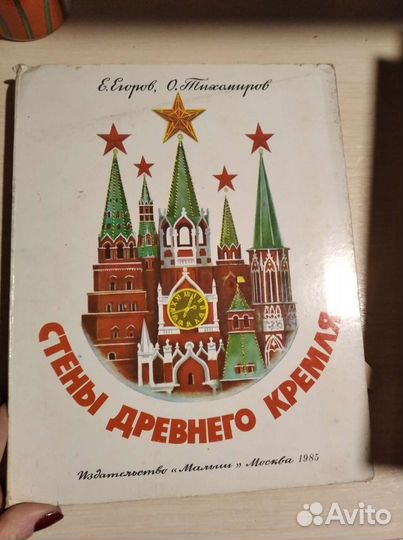 Е. Егоров, О. Тихомиров
СТЕНЫ ДРЕВНЕГО КРЕМЛЯ
Издательство «Малыш» Москва 1985
Avito